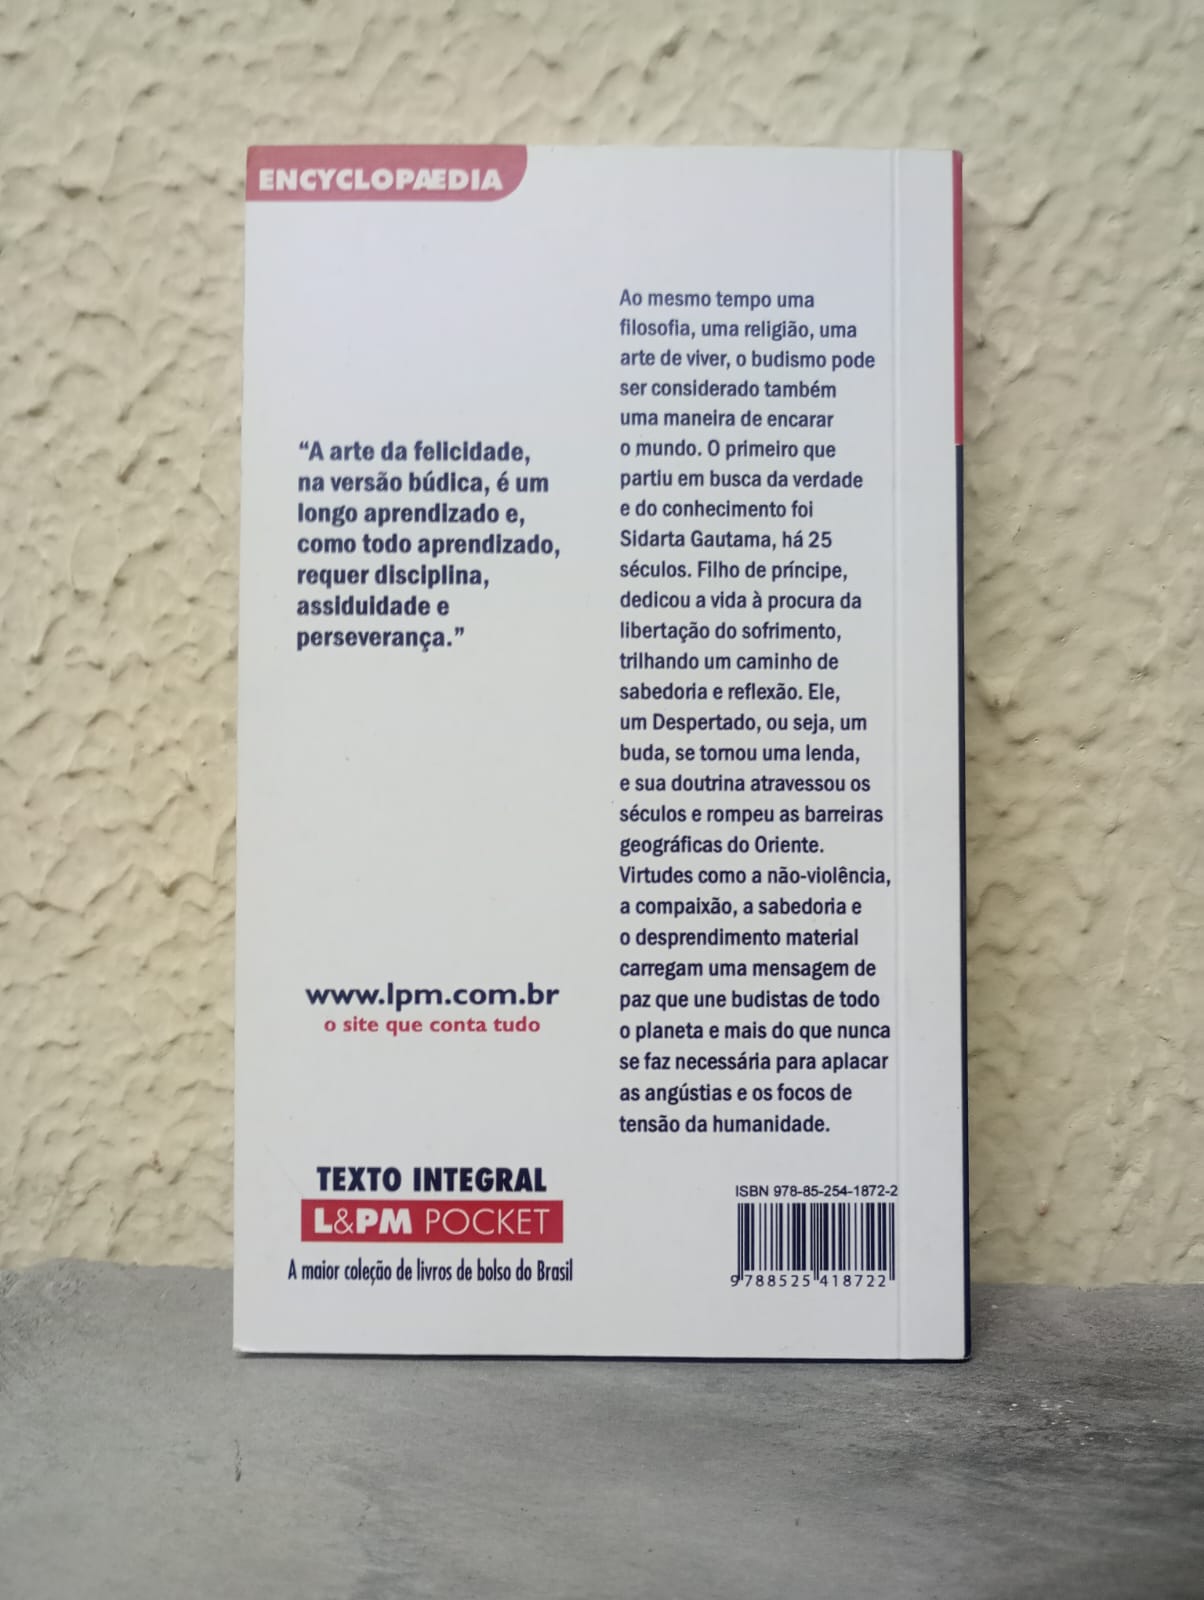 ENCYCLOPAEDIA
“A arte da felicidade,
na versão búdica, é um
longo aprendizado e,
como todo aprendizado,
requer disciplina,
assiduidade e
perseverança.”
www.lpm.com.br
o site que conta tudo
TEXTO INTEGRAL
L&PM POCKET
A maior coleção de livros de bolso do Brasil
Ao mesmo tempo uma
filosofia, uma religião, uma
arte de viver, o budismo pode
ser considerado também
uma maneira de encarar
o mundo. O primeiro que
partiu em busca da verdade
e do conhecimento foi
Sidarta Gautama, há 25
séculos. Filho de príncipe,
dedicou a vida à procura da
libertação do sofrimento,
trilhando um caminho de
sabedoria e reflexão. Ele,
um Despertado, ou seja, um
buda, se tornou uma lenda,
e sua doutrina atravessou os
séculos e rompeu as barreiras
geográficas do Oriente.
Virtudes como a não-violência,
a compaixão, a sabedoria e
o desprendimento material
carregam uma mensagem de
paz que une budistas de todo
o planeta e mais do que nunca
se faz necessária para aplacar
as angústias e os focos de
tensão da humanidade.
ISBN 978-85-254-1872-2
9 788525 418722